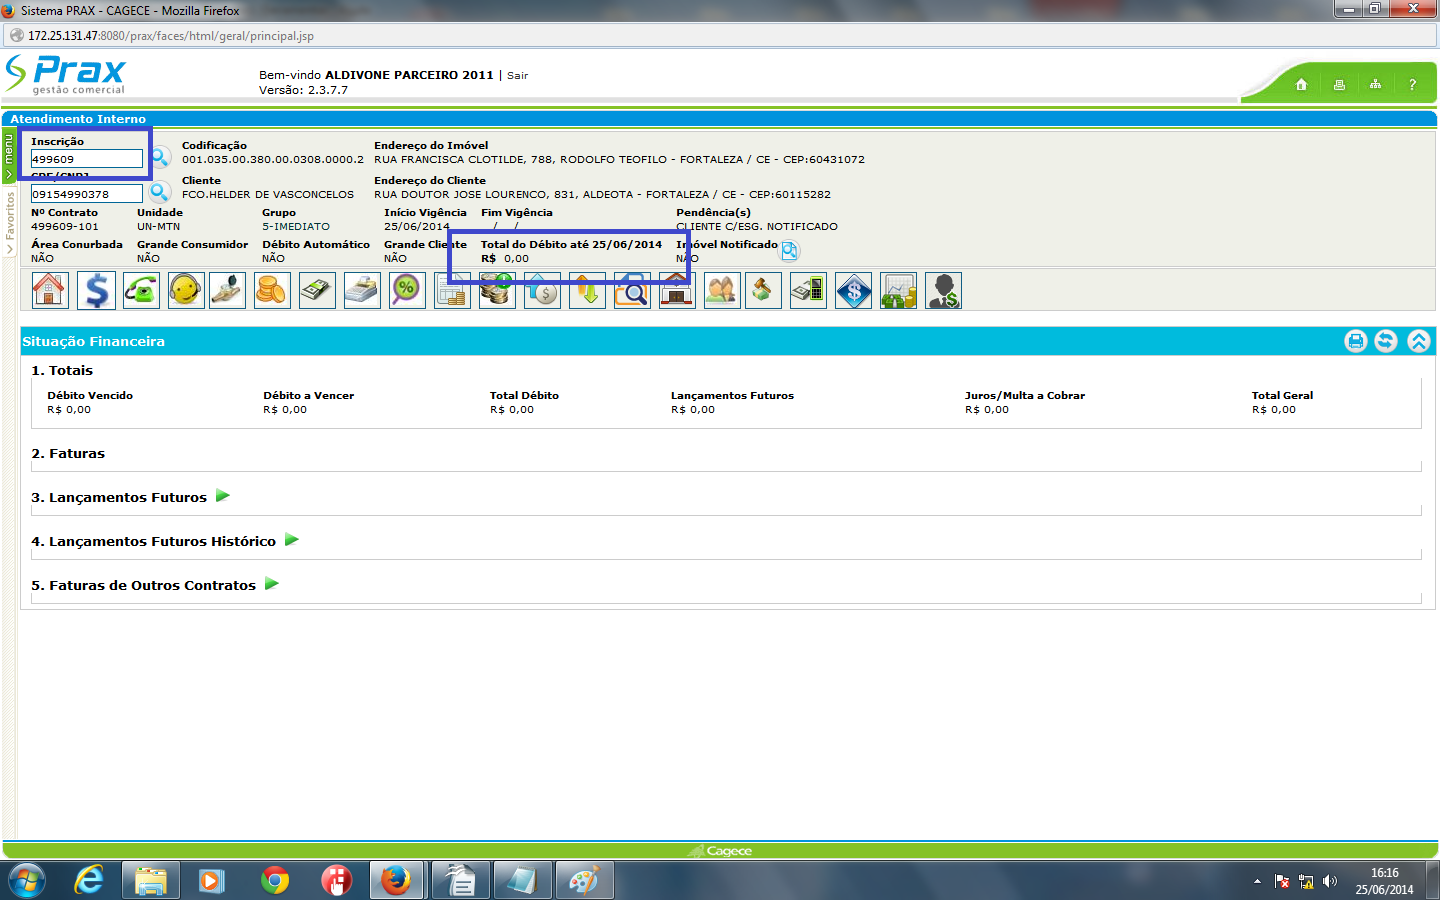 Sistema PRAX - CAGECE - Mozilla Firefox
172.25.131.47:8080/prax/faces/html/geral/principal.jsp
Prax
gestão comercial
Bem-vindo ALDIVONE PARCEIRO 2011 | Sair
Versão: 2.3.7.7
?
Atendimento Interno
menu
Favoritos
Inscrição
499609
Codificação
001.035.00.380.00.0308.0000.2
Endereço do Imóvel
RUA FRANCISCA CLOTILDE, 788, RODOLFO TEOFILO - FORTALEZA / CE - CEP:60431072
CPF/CNPJ
09154990378
Cliente
FCO.HELDER DE VASCONCELOS
Endereço do Cliente
RUA DOUTOR JOSE LOURENCO, 831, ALDEOTA - FORTALEZA / CE - CEP:60115282
Nº Contrato Unidade Grupo Início Vigência Fim Vigência Pendência(s)
499609-101 UN-MTN 5-IMEDIATO 25/06/2014 __/__/__ CLIENTE C/ESG. NOTIFICADO
Área Conurbada Grande Consumidor Débito Automático Grande Cliente Total do Débito até 25/06/2014 Imóvel Notificado
NÃO NÃO NÃO NÃO R$ 0,00 NÃO
Situação Financeira
1. Totais
Débito Vencido Débito a Vencer Total Débito Lançamentos Futuros Juros/Multa a Cobrar Total Geral
R$ 0,00 R$ 0,00 R$ 0,00 R$ 0,00 R$ 0,00 R$ 0,00
2. Faturas
3. Lançamentos Futuros
4. Lançamentos Futuros Histórico
5. Faturas de Outros Contratos
Cagece
16:16
25/06/2014